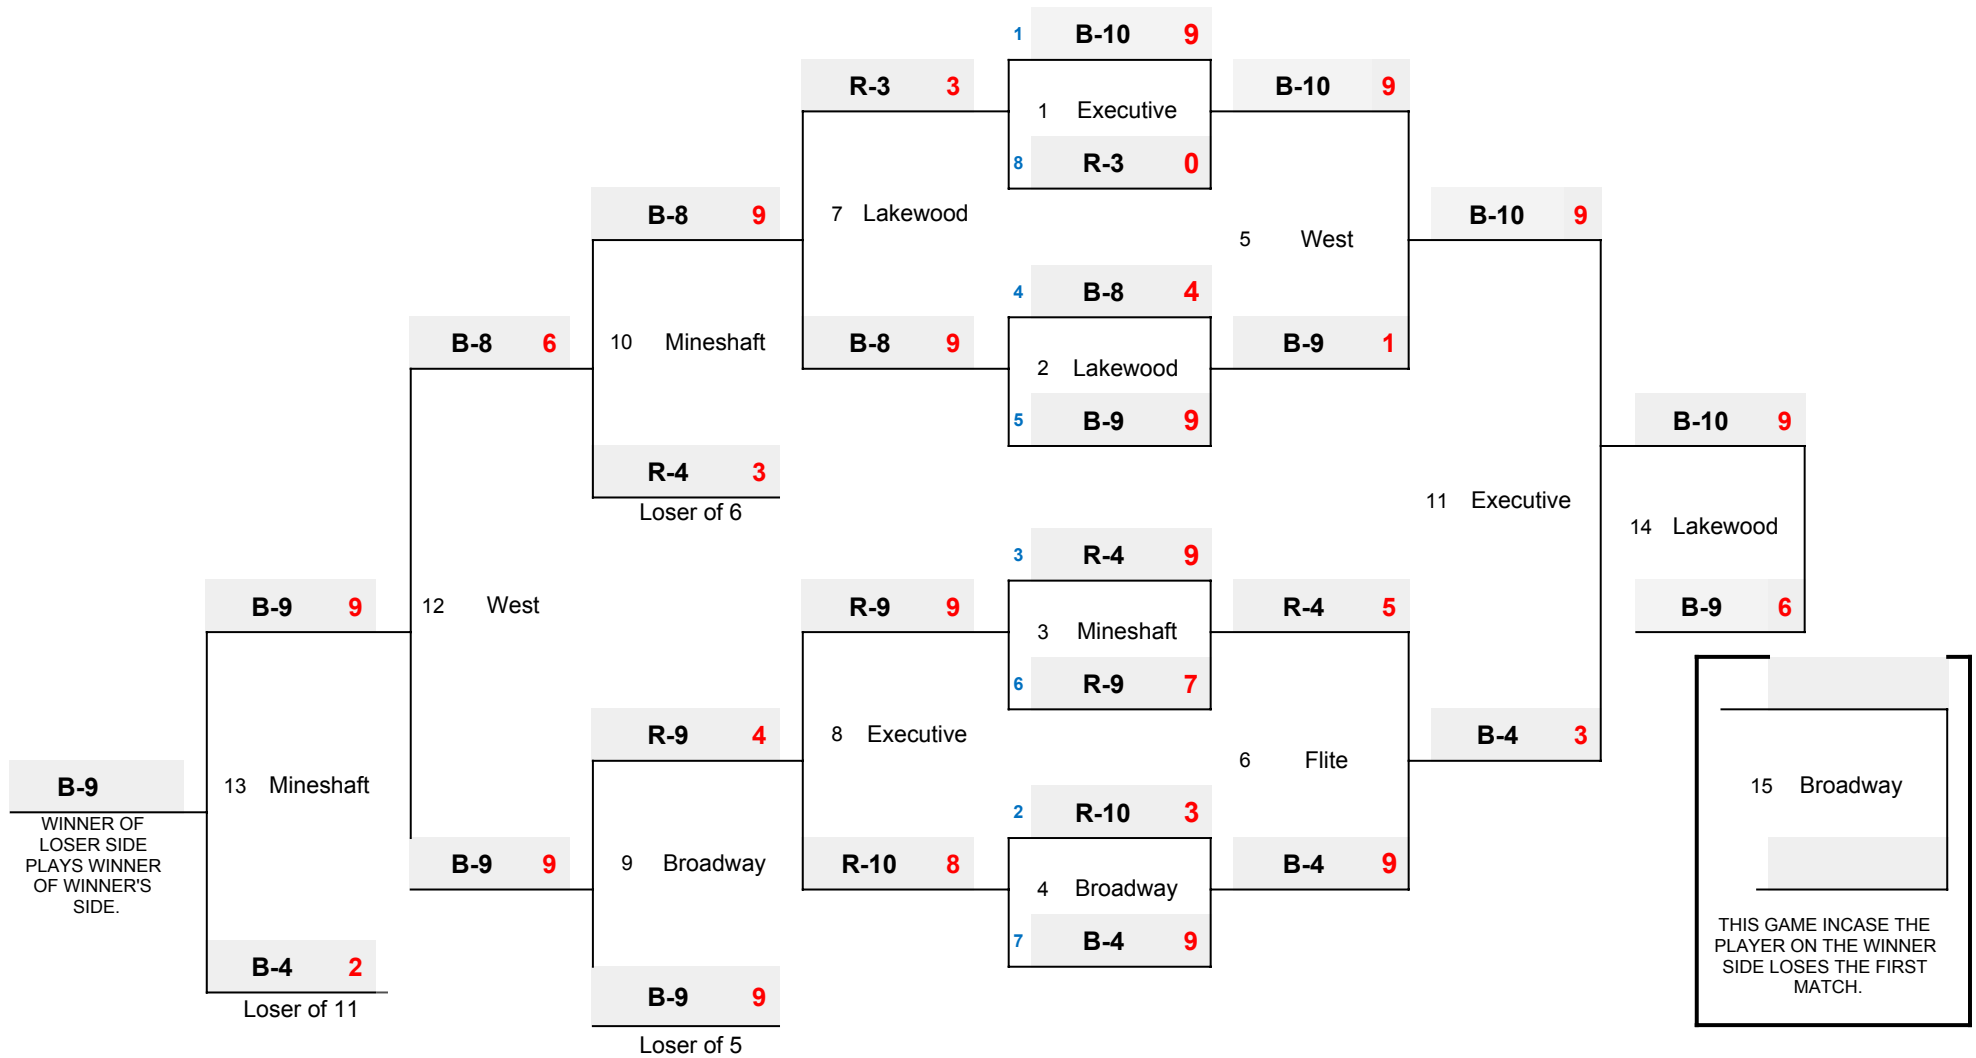 1 B-10 9
R-3 3
B-10 9
1 Executive
8 R-3 0
B-8 9
7 Lakewood
B-10 9
5 West
4 B-8 4
B-8 6
10 Mineshaft
B-8 9
B-9 1
2 Lakewood
5 B-9 9
B-10 9
R-4 3
Loser of 6
11 Executive
14 Lakewood
3 R-4 9
B-9 9
12 West
R-9 9
R-4 5
B-9 6
3 Mineshaft
6 R-9 7
R-9 4
8 Executive
B-4 3
6 Flite
B-9
13 Mineshaft
15 Broadway
2 R-10 3
WINNER OF
LOSER SIDE
PLAYS WINNER
OF WINNER'S
SIDE.
B-9 9
9 Broadway
R-10 8
B-4 9
4 Broadway
7 B-4 9
THIS GAME INCASE THE
PLAYER ON THE WINNER
SIDE LOSES THE FIRST
MATCH.
B-4 2
Loser of 11
B-9 9
Loser of 5